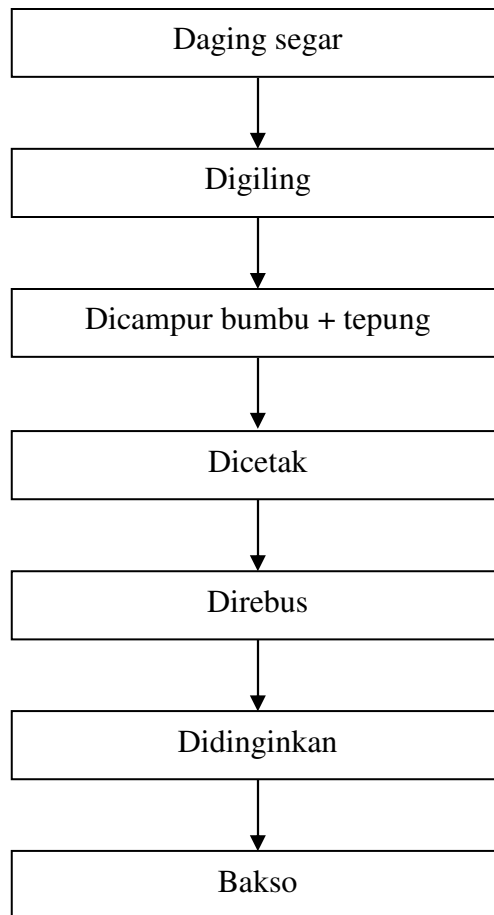 Daging segar
Digiling
Dicampur bumbu + tepung
Dicetak
Direbus
Didinginkan
Bakso